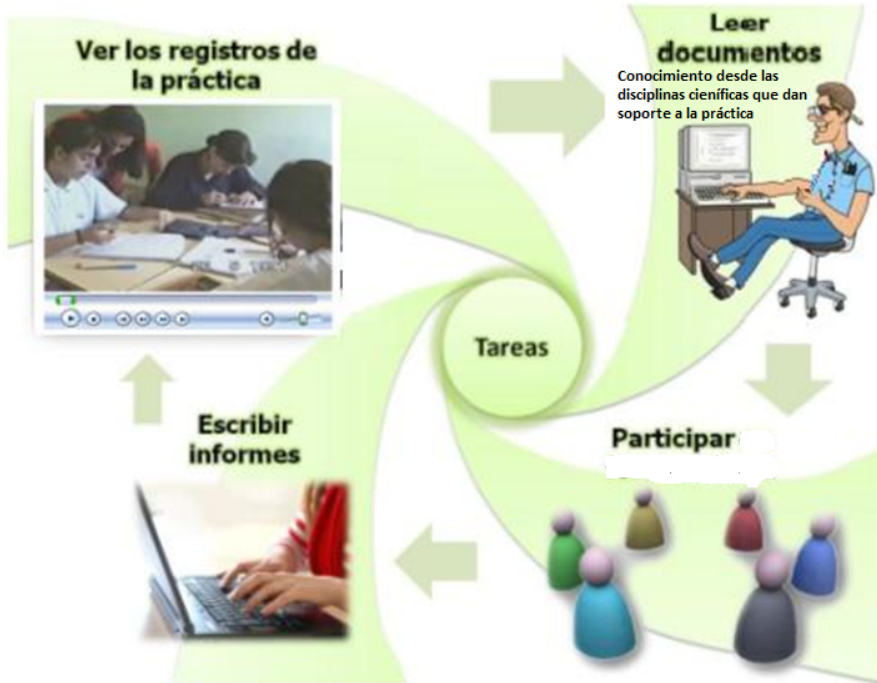 Ver los registros de
la práctica
Leer
documentos
Conocimiento desde las
disciplinas cieníficas que dan
soporte a la práctica
Tareas
Participar
Escribir
informes